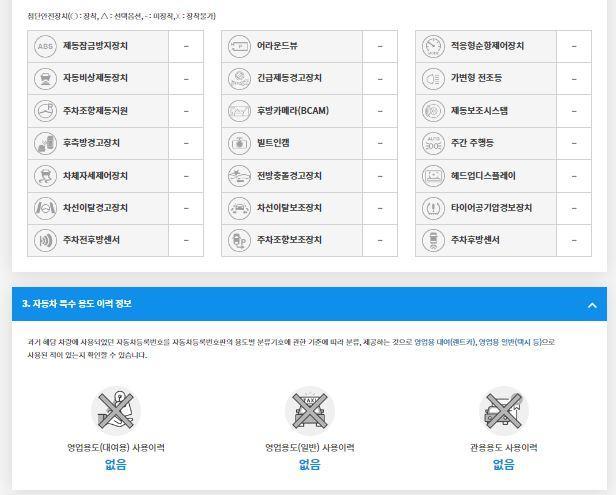 첨단안전장치(○ : 장착, △ : 선택옵션, - : 미장착, X : 장착불가)
ABS 제동잠금방지장치 -
어라운드뷰 -
적응형순항제어장치 -
자동비상제동장치 -
긴급제동경고장치 -
가변형 전조등 -
주차조향제동지원 -
후방카메라(BCAM) -
제동보조시스템 -
후측방경고장치 -
빌트인캠 -
AUTO 주간 주행등 -
차체자세제어장치 -
전방충돌경고장치 -
헤드업디스플레이 -
차선이탈경고장치 -
차선이탈보조장치 -
타이어공기압경보장치 -
주차전후방센서 -
주차조향보조장치 -
주차후방센서 -
3. 자동차 특수 용도 이력 정보
과거 해당 차량에 사용되었던 자동차등록번호를 자동차등록번호판의 용도별 분류기호에 관한 기준에 따라 분류, 제공하는 것으로 영업용 대여(렌트카), 영업용 일반(택시 등)으로
사용된 적이 있는지 확인할 수 있습니다.
TAXI
영업용도(대여용) 사용이력
없음
영업용도(일반) 사용이력
없음
관용용도 사용이력
없음